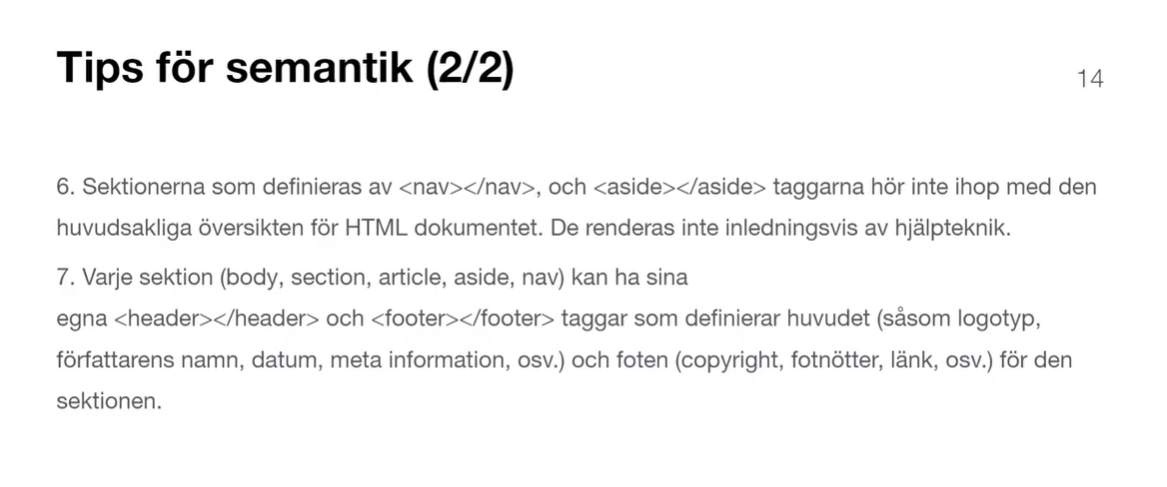 Tips för semantik (2/2)
14
6. Sektionerna som definieras av <nav></nav>, och <aside></aside> taggarna hör inte ihop med den
huvudsakliga översikten för HTML dokumentet. De renderas inte inledningsvis av hjälpteknik.
7. Varje sektion (body, section, article, aside, nav) kan ha sina
egna <header></header> och <footer></footer> taggar som definierar huvudet (såsom logotyp,
författarens namn, datum, meta information, osv.) och foten (copyright, fotnötter, länk, osv.) för den
sektionen.